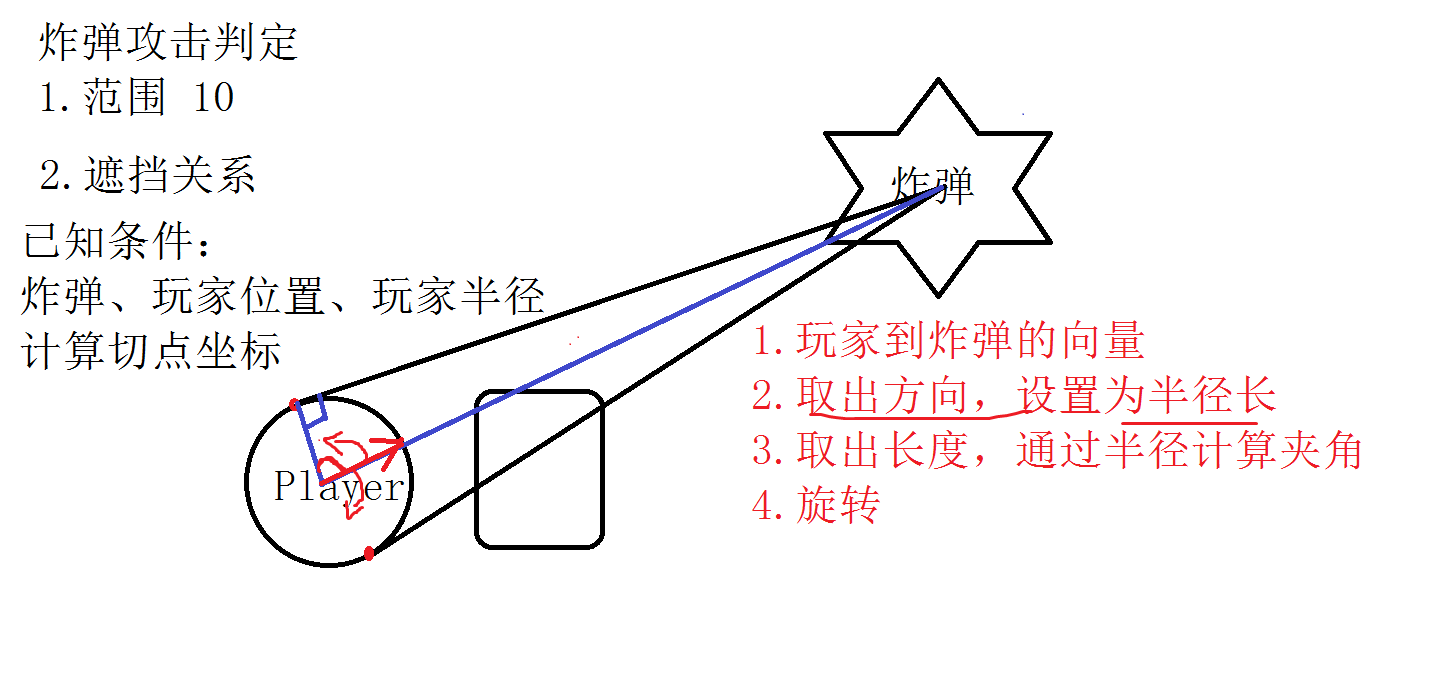 炸弹攻击判定
1.范围 10
2.遮挡关系
已知条件：
炸弹、玩家位置、玩家半径
计算切点坐标
炸弹
Player
1.玩家到炸弹的向量
2.取出方向，设置为半径长
3.取出长度，通过半径计算夹角
4.旋转